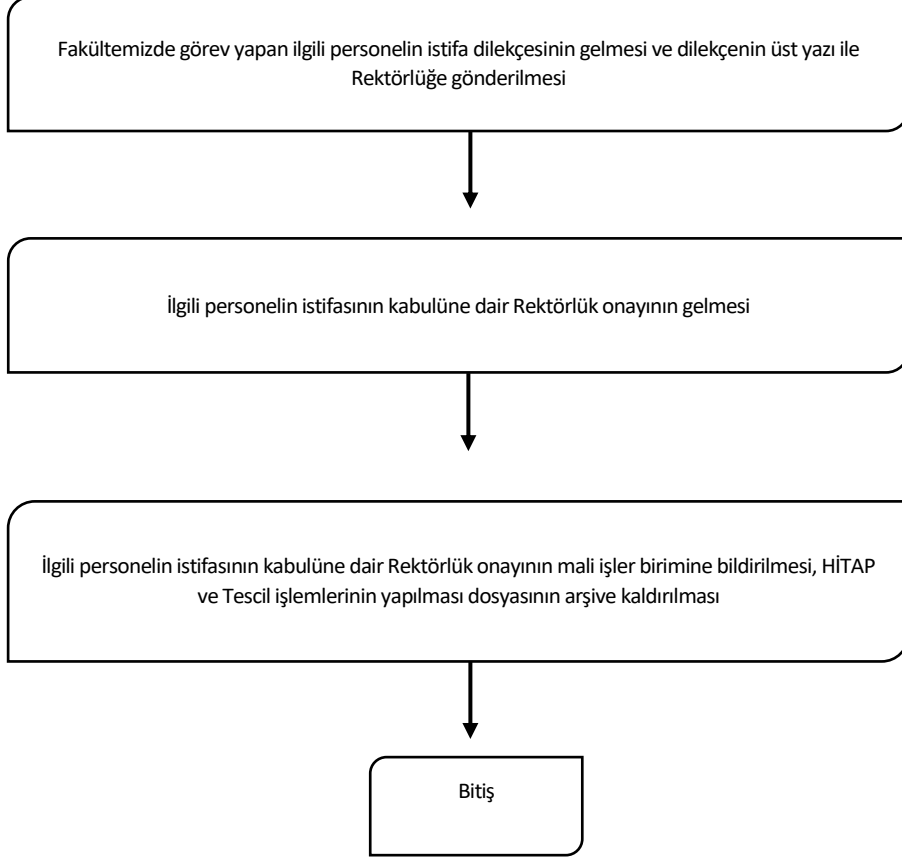 Fakültemizde görev yapan ilgili personelin istifa dilekçesinin gelmesi ve dilekçenin üst yazı ile
Rektörlüğe gönderilmesi
İlgili personelin istifasının kabulüne dair Rektörlük onayının gelmesi
İlgili personelin istifasının kabulüne dair Rektörlük onayının mali işler birimine bildirilmesi, HİTAP
ve Tescil işlemlerinin yapılması dosyasının arşive kaldırılması
Bitiş